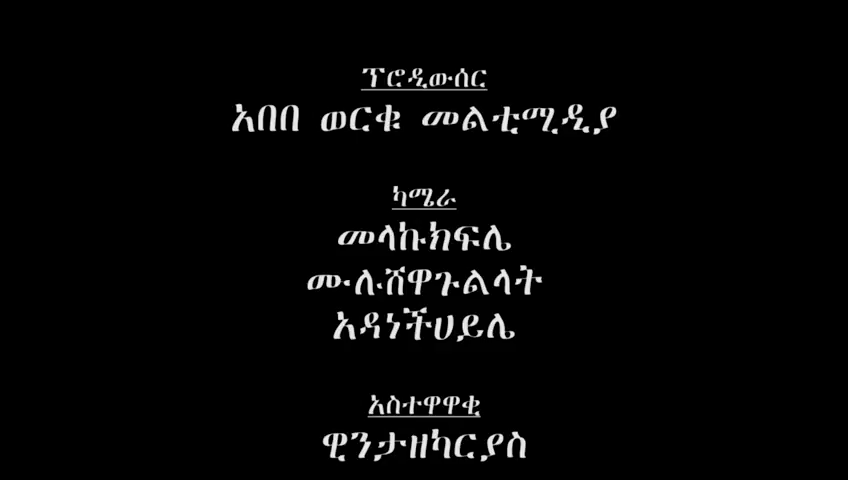 ፕሮዲውሰር
አበበ ወርቁ መልቲሚዲያ
ካሜራ
መላኩክፍሌ
ሙሉሸዋጉልላት
አዳነችሀይሌ
አስተዋዋቂ
ዊንታዘካርያስ